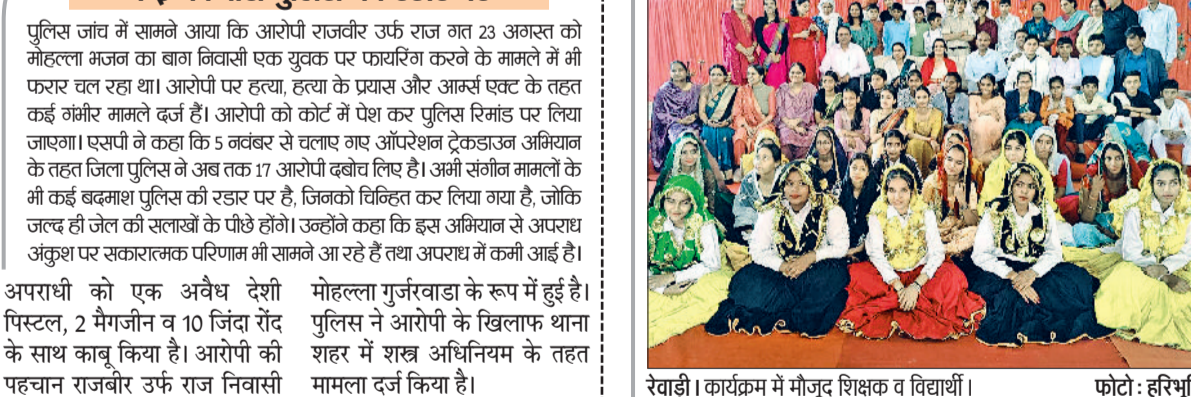 पुलिस जांच में सामने आया कि आरोपी राजवीर उर्फ राज गत 23 अगस्त को
मोहल्ला भजन का बाग निवासी एक युवक पर फायरिंग करने के मामले में भी
फरार चल रहा था। आरोपी पर हत्या, हत्या के प्रयास और आर्म्स एक्ट के तहत
कई गंभीर मामले दर्ज हैं। आरोपी को कोर्ट में पेश कर पुलिस रिमांड पर लिया
जाएगा। एसपी ने कहा कि 5 नवंबर से चलाए गए ऑपरेशन ट्रेकडाउन अभियान
के तहत जिला पुलिस ने अब तक 17 आरोपी दबोच लिए है। अभी संगीन मामलों के
भी कई बदमाश पुलिस की रडार पर है, जिनको चिन्हित कर लिया गया है, जोकि
जल्द ही जेल की सलाखों के पीछे होंगे। उन्होंने कहा कि इस अभियान से अपराध
अंकुश पर सकारात्मक परिणाम भी सामने आ रहे हैं तथा अपराध में कमी आई है।
अपराधी को एक अवैध देशी
पिस्टल, 2 मैगजीन व 10 जिंदा रोंद
के साथ काबू किया है। आरोपी की
पहचान राजबीर उर्फ राज निवासी
मोहल्ला गुर्जरवाडा के रूप में हुई है।
पुलिस ने आरोपी के खिलाफ थाना
शहर में शस्त्र अधिनियम के तहत
मामला दर्ज किया है।
रेवाड़ी। कार्यक्रम में मौजूद शिक्षक व विद्यार्थी। फोटो : हरिभू